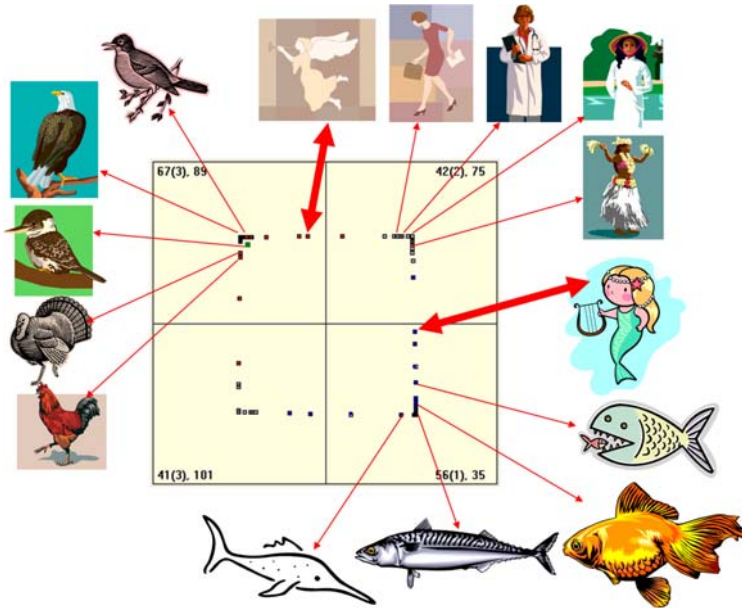 67(3), 89
42(2), 75
41(3), 101
56(1), 35